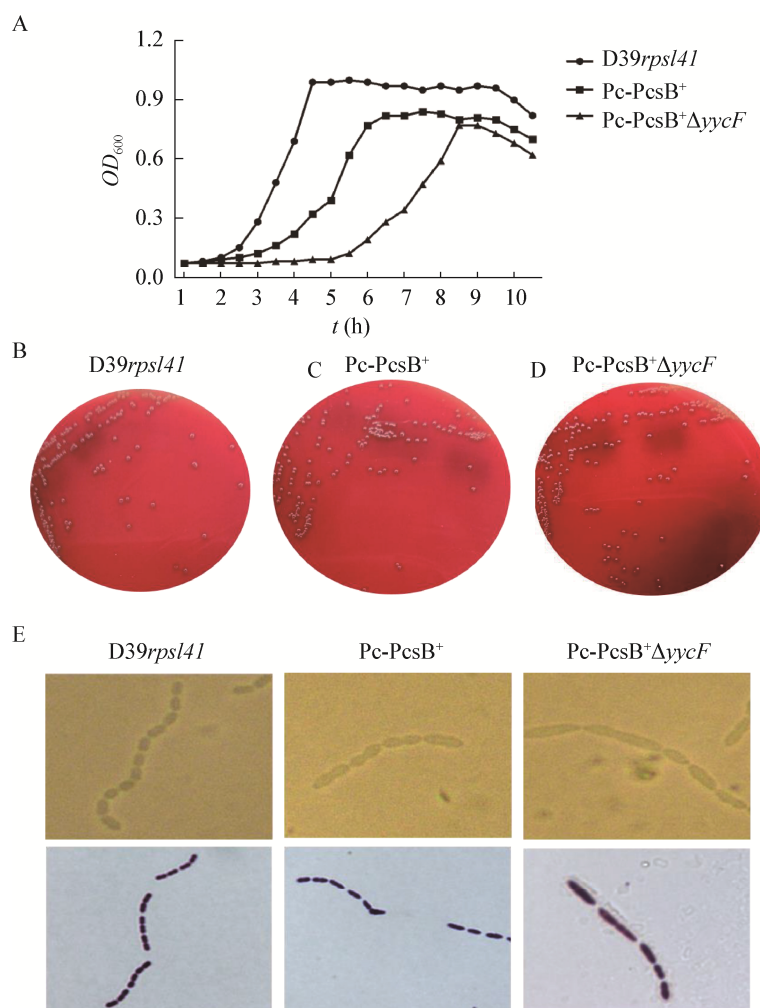 A
1.2
0.9
0.6
0.3
0.0
OD600
1 2 3 4 5 6 7 8 9 10
t (h)
D39rpsl41
Pc-PcsB+
Pc-PcsB+ΔyycF
B
D39rpsl41
C
Pc-PcsB+
D
Pc-PcsB+ΔyycF
E
D39rpsl41
Pc-PcsB+
Pc-PcsB+ΔyycF